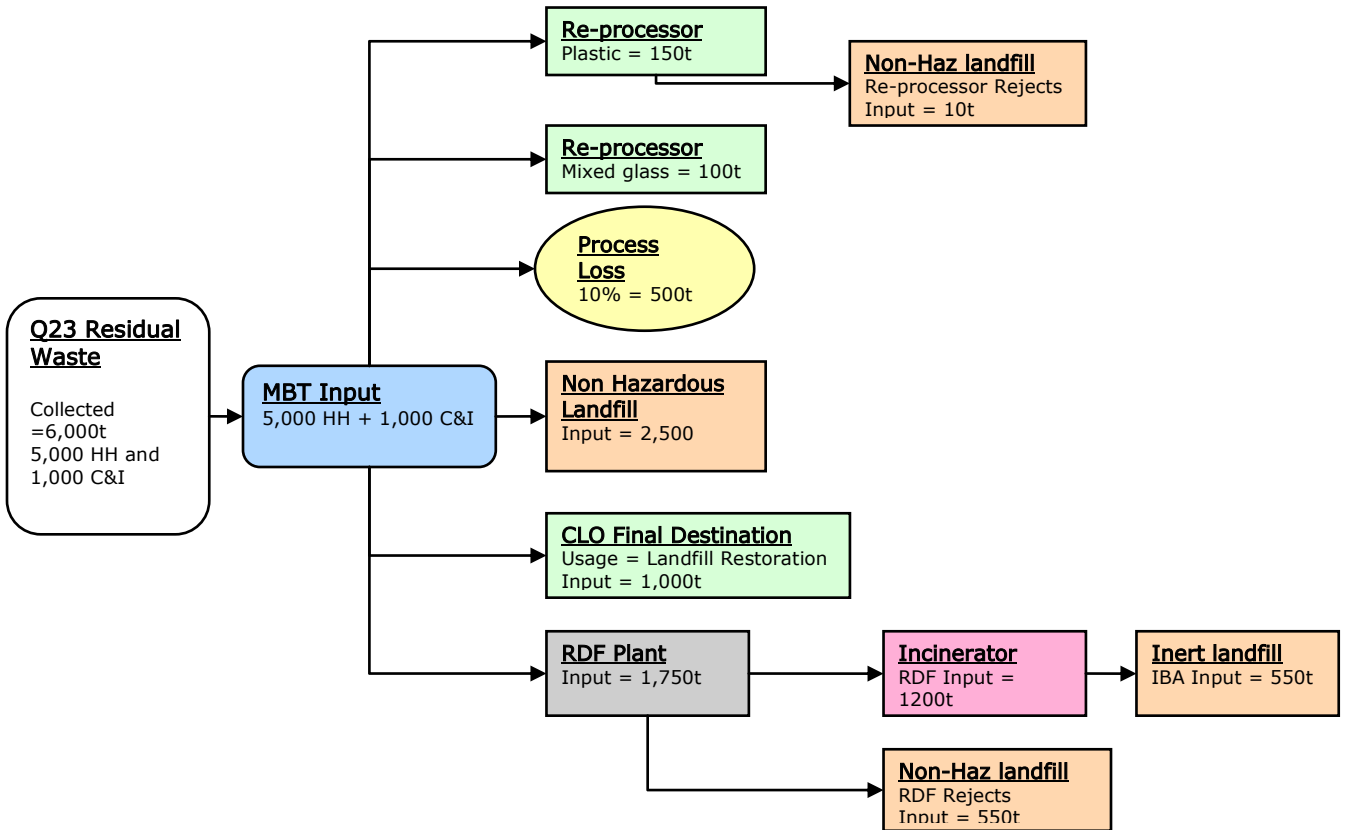 Re-processor
Plastic = 150t
Non-Haz landfill
Re-processor Rejects
Input = 10t
Re-processor
Mixed glass = 100t
Process
Loss
10% = 500t
Q23 Residual
Waste
Collected
=6,000t
5,000 HH and
1,000 C&I
MBT Input
5,000 HH + 1,000 C&I
Non Hazardous
Landfill
Input = 2,500
CLO Final Destination
Usage = Landfill Restoration
Input = 1,000t
RDF Plant
Input = 1,750t
Incinerator
RDF Input =
1200t
Inert landfill
IBA Input = 550t
Non-Haz landfill
RDF Rejects
Input = 550t